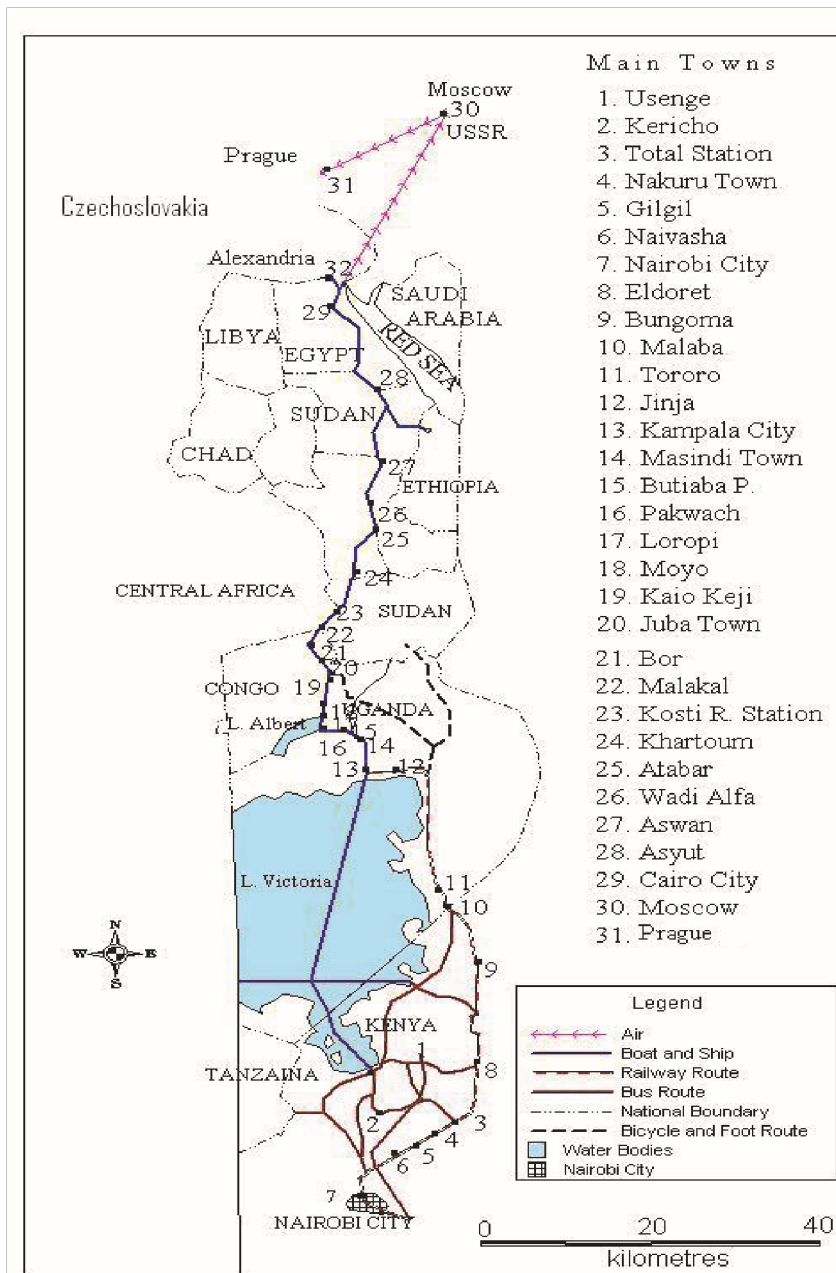 Main Towns
1. Usenge
2. Kericho
3. Total Station
4. Nakuru Town
5. Gilgil
6. Naivasha
7. Nairobi City
8. Eldoret
9. Bungoma
10. Malaba
11. Tororo
12. Jinja
13. Kampala City
14. Masindi Town
15. Butiaba P.
16. Pakwach
17. Loropi
18. Moyo
19. Kaio Keji
20. Juba Town
21. Bor
22. Malakal
23. Kosti R. Station
24. Khartoum
25. Atabar
26. Wadi Alfa
27. Aswan
28. Asyut
29. Cairo City
30. Moscow
31. Prague
Moscow
30
USSR
Prague
31
Czechoslovakia
Alexandria
32
SAUDI
ARABIA
29
LIBYA
RED SEA
EGYPT
28
SUDAN
CHAD
27
ETHIOPIA
26
25
24
CENTRAL AFRICA
23
SUDAN
22
21
20
CONGO
19
UGANDA
L. Albert
16
14
13
12
L. Victoria
11
10
N
W E
S
9
KENYA
1
TANZAINA
8
2
3
4
5
6
7
NAIROBI CITY
Legend
Air
Boat and Ship
Railway Route
Bus Route
National Boundary
Bicycle and Foot Route
Water Bodies
Nairobi City
0 20 40
kilometres